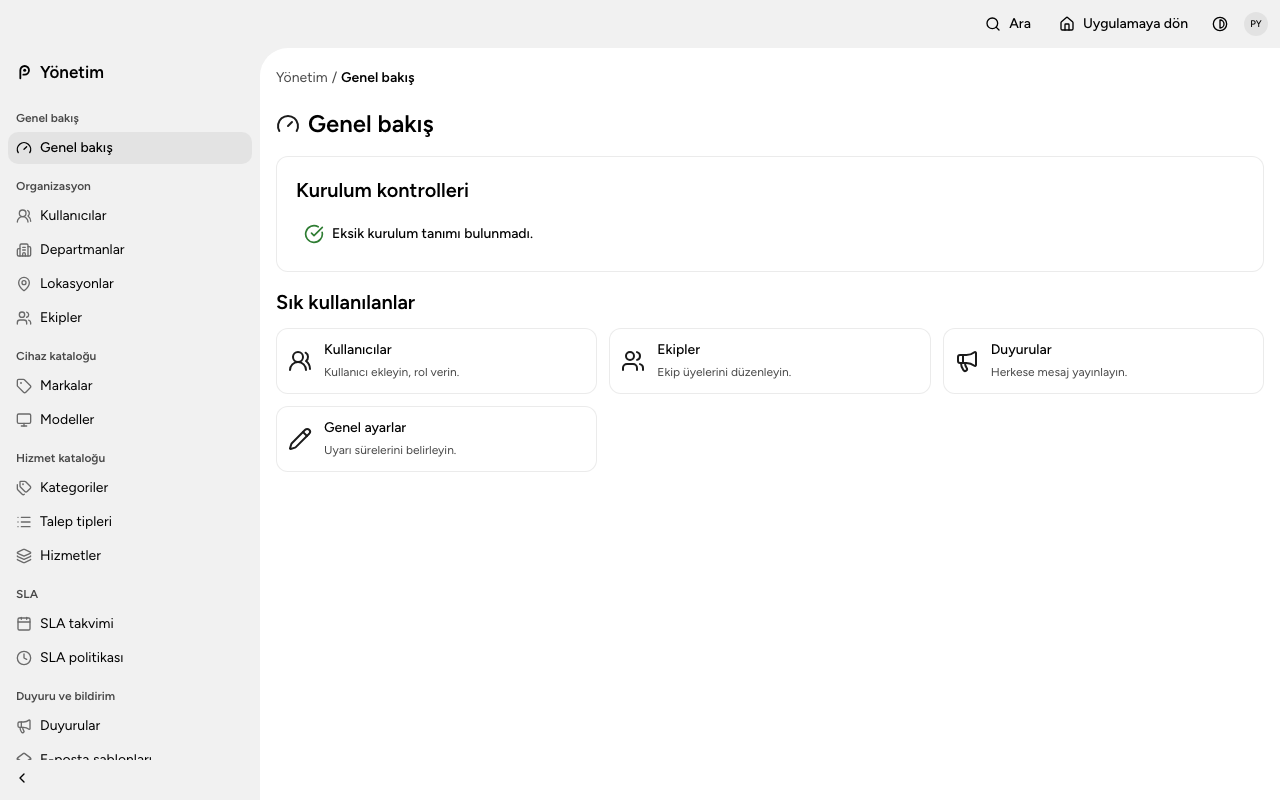 Ara
Uygulamaya dön
PY
Yönetim
Genel bakış
Genel bakış
Organizasyon
Kullanıcılar
Departmanlar
Lokasyonlar
Ekipler
Cihaz kataloğu
Markalar
Modeller
Hizmet kataloğu
Kategoriler
Talep tipleri
Hizmetler
SLA
SLA takvimi
SLA politikası
Duyuru ve bildirim
Duyurular
E-posta şablonları
Yönetim / Genel bakış
Genel bakış
Kurulum kontrolleri
Eksik kurulum tanımı bulunmadı.
Sık kullanılanlar
Kullanıcılar
Kullanıcı ekleyin, rol verin.
Ekipler
Ekip üyelerini düzenleyin.
Duyurular
Herkese mesaj yayınlayın.
Genel ayarlar
Uyarı sürelerini belirleyin.